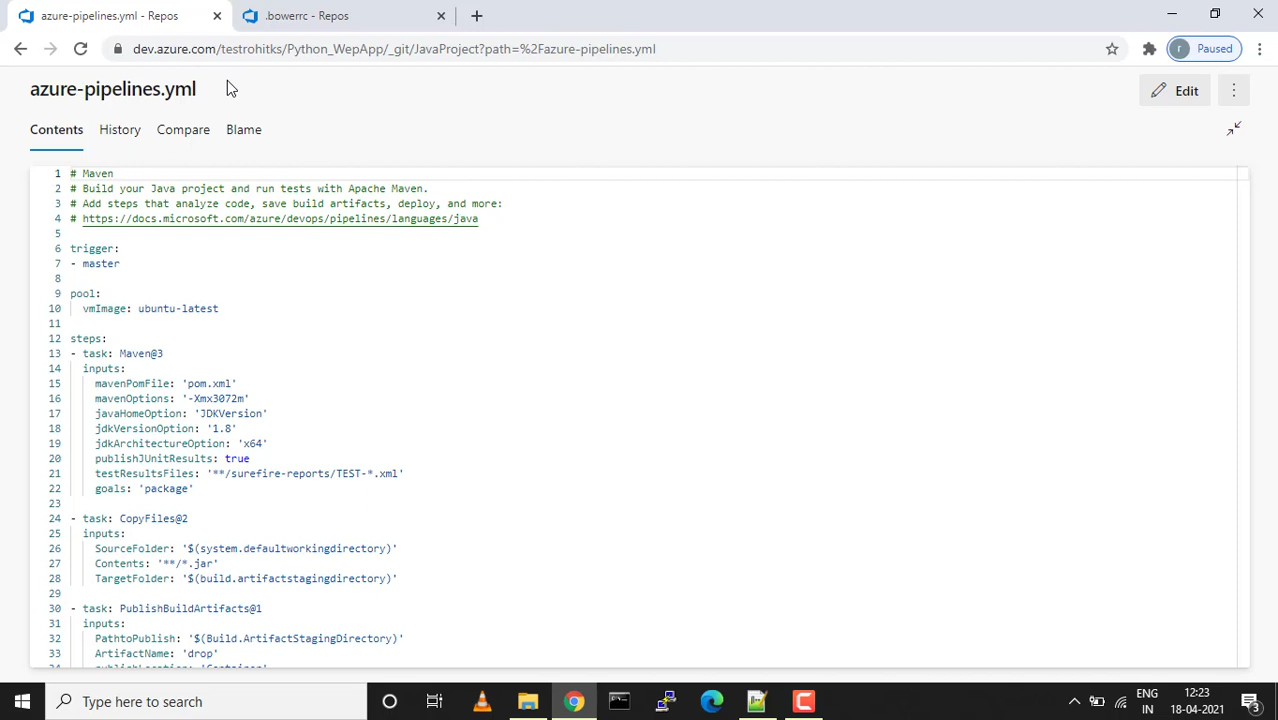 azure-pipelines.yml - Repos
.bowerrc - Repos
dev.azure.com/testrohitks/Python_WepApp/_git/JavaProject?path=%2Fazure-pipelines.yml
r Paused
azure-pipelines.yml
Edit
Contents History Compare Blame
1 # Maven
2 # Build your Java project and run tests with Apache Maven.
3 # Add steps that analyze code, save build artifacts, deploy, and more:
4 # https://docs.microsoft.com/azure/devops/pipelines/languages/java
5
6 trigger:
7 - master
8
9 pool:
10 vmImage: ubuntu-latest
11
12 steps:
13 - task: Maven@3
14 inputs:
15 mavenPomFile: 'pom.xml'
16 mavenOptions: '-Xmx3072m'
17 javaHomeOption: 'JDKVersion'
18 jdkVersionOption: '1.8'
19 jdkArchitectureOption: 'x64'
20 publishJUnitResults: true
21 testResultsFiles: '**/surefire-reports/TEST-*.xml'
22 goals: 'package'
23
24 - task: CopyFiles@2
25 inputs:
26 SourceFolder: '$(system.defaultworkingdirectory)'
27 Contents: '**/*.jar'
28 TargetFolder: '$(build.artifactstagingdirectory)'
29
30 - task: PublishBuildArtifacts@1
31 inputs:
32 PathtoPublish: '$(Build.ArtifactStagingDirectory)'
33 ArtifactName: 'drop'
34 publishLocation: 'Container'
Type here to search
ENG
IN
12:23
18-04-2021
3